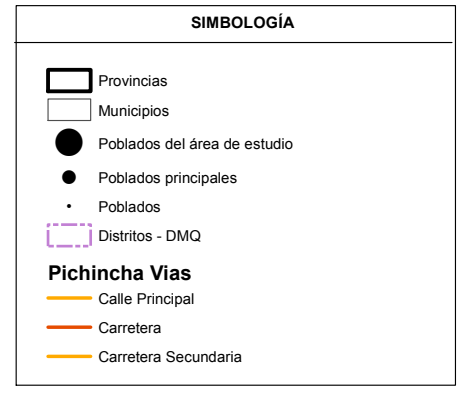 SIMBOLOGÍA
Provincias
Municipios
Poblados del área de estudio
Poblados principales
Poblados
Distritos - DMQ
Pichincha Vias
Calle Principal
Carretera
Carretera Secundaria